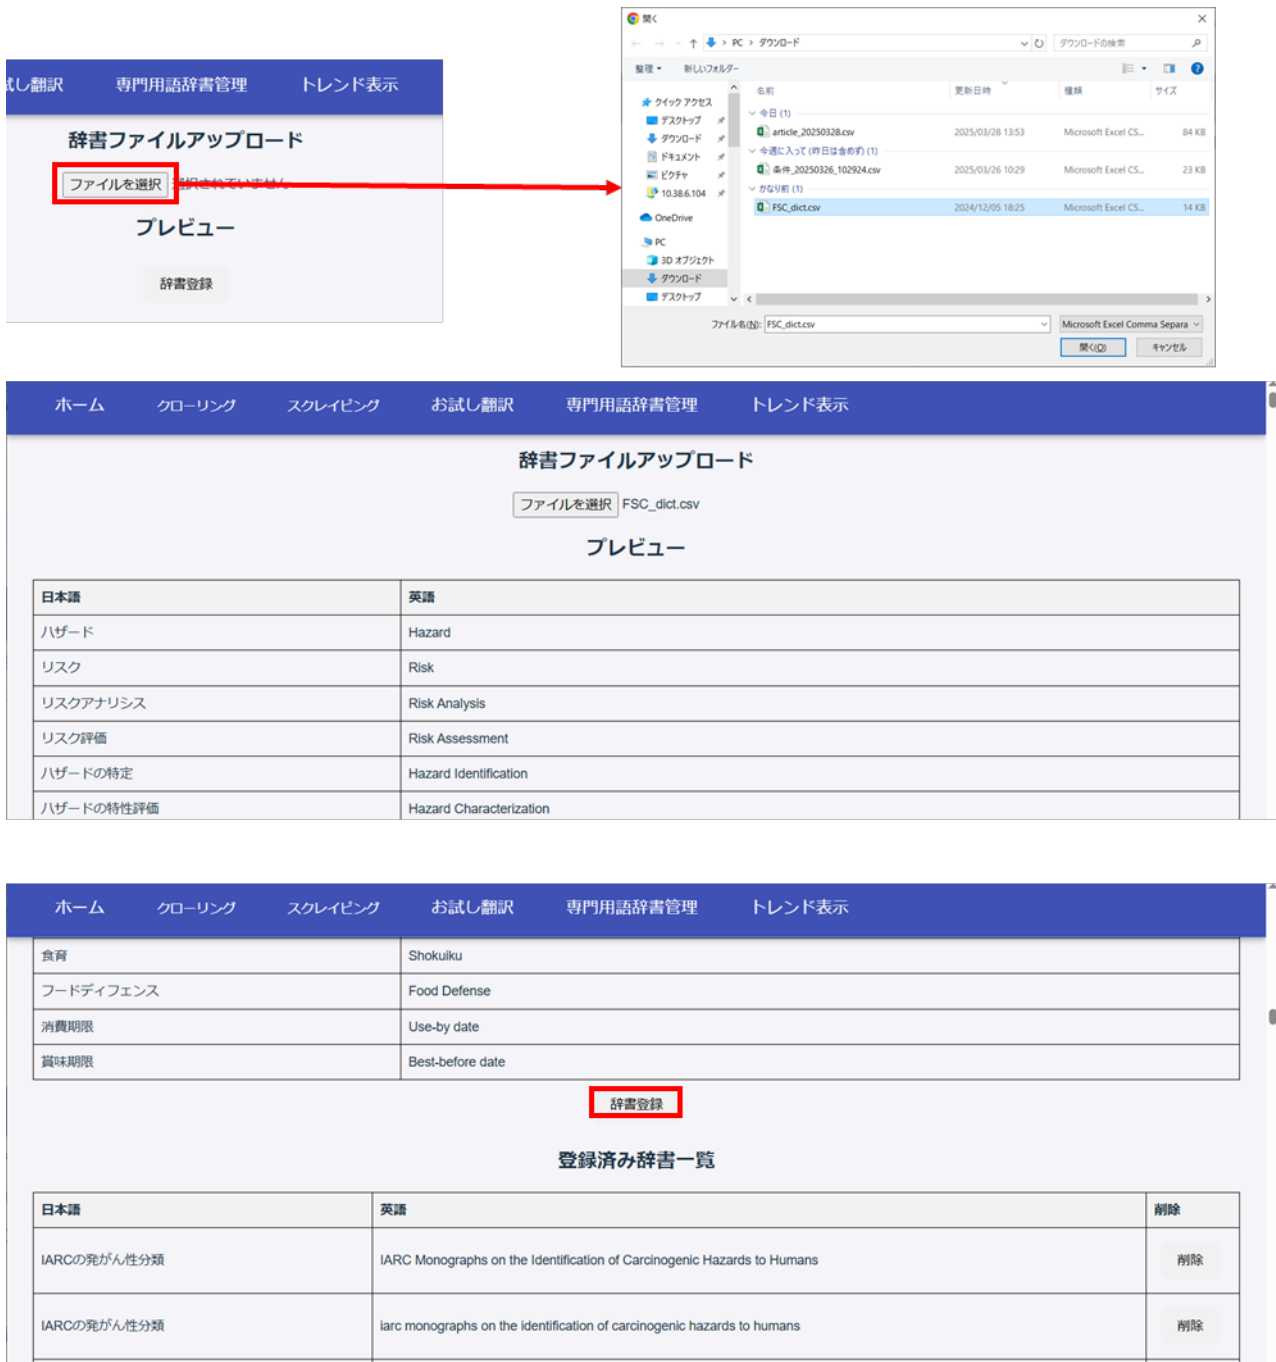 試し翻訳 専門用語辞書管理 トレンド表示
辞書ファイルアップロード
ファイルを選択 選択されていません
プレビュー
辞書登録
開く
PC > ダウンロード
ダウンロードの検索
整理 新しいフォルダー
名前 更新日時 種類 サイズ
クイック アクセス
デスクトップ
ダウンロード
ドキュメント
ピクチャ
10.38.6.104
OneDrive
PC
3D オブジェクト
ダウンロード
デスクトップ
今日 (1)
article_20250328.csv 2025/03/28 13:53 Microsoft Excel CS... 84 KB
今週に入って (昨日は含めず) (1)
条件_20250326_102924.csv 2025/03/26 10:29 Microsoft Excel CS... 23 KB
かなり前 (1)
FSC_dict.csv 2024/12/05 18:25 Microsoft Excel CS... 14 KB
ファイル名(N): FSC_dict.csv Microsoft Excel Comma Separa
開く(O) キャンセル
ホーム クローリング スクレイピング お試し翻訳 専門用語辞書管理 トレンド表示
辞書ファイルアップロード
ファイルを選択 FSC_dict.csv
プレビュー
日本語 英語
ハザード Hazard
リスク Risk
リスクアナリシス Risk Analysis
リスク評価 Risk Assessment
ハザードの特定 Hazard Identification
ハザードの特性評価 Hazard Characterization
ホーム クローリング スクレイピング お試し翻訳 専門用語辞書管理 トレンド表示
食育 Shokuiku
フードディフェンス Food Defense
消費期限 Use-by date
賞味期限 Best-before date
辞書登録
登録済み辞書一覧
日本語 英語 削除
IARCの発がん性分類 IARC Monographs on the Identification of Carcinogenic Hazards to Humans 削除
IARCの発がん性分類 iarc monographs on the identification of carcinogenic hazards to humans 削除